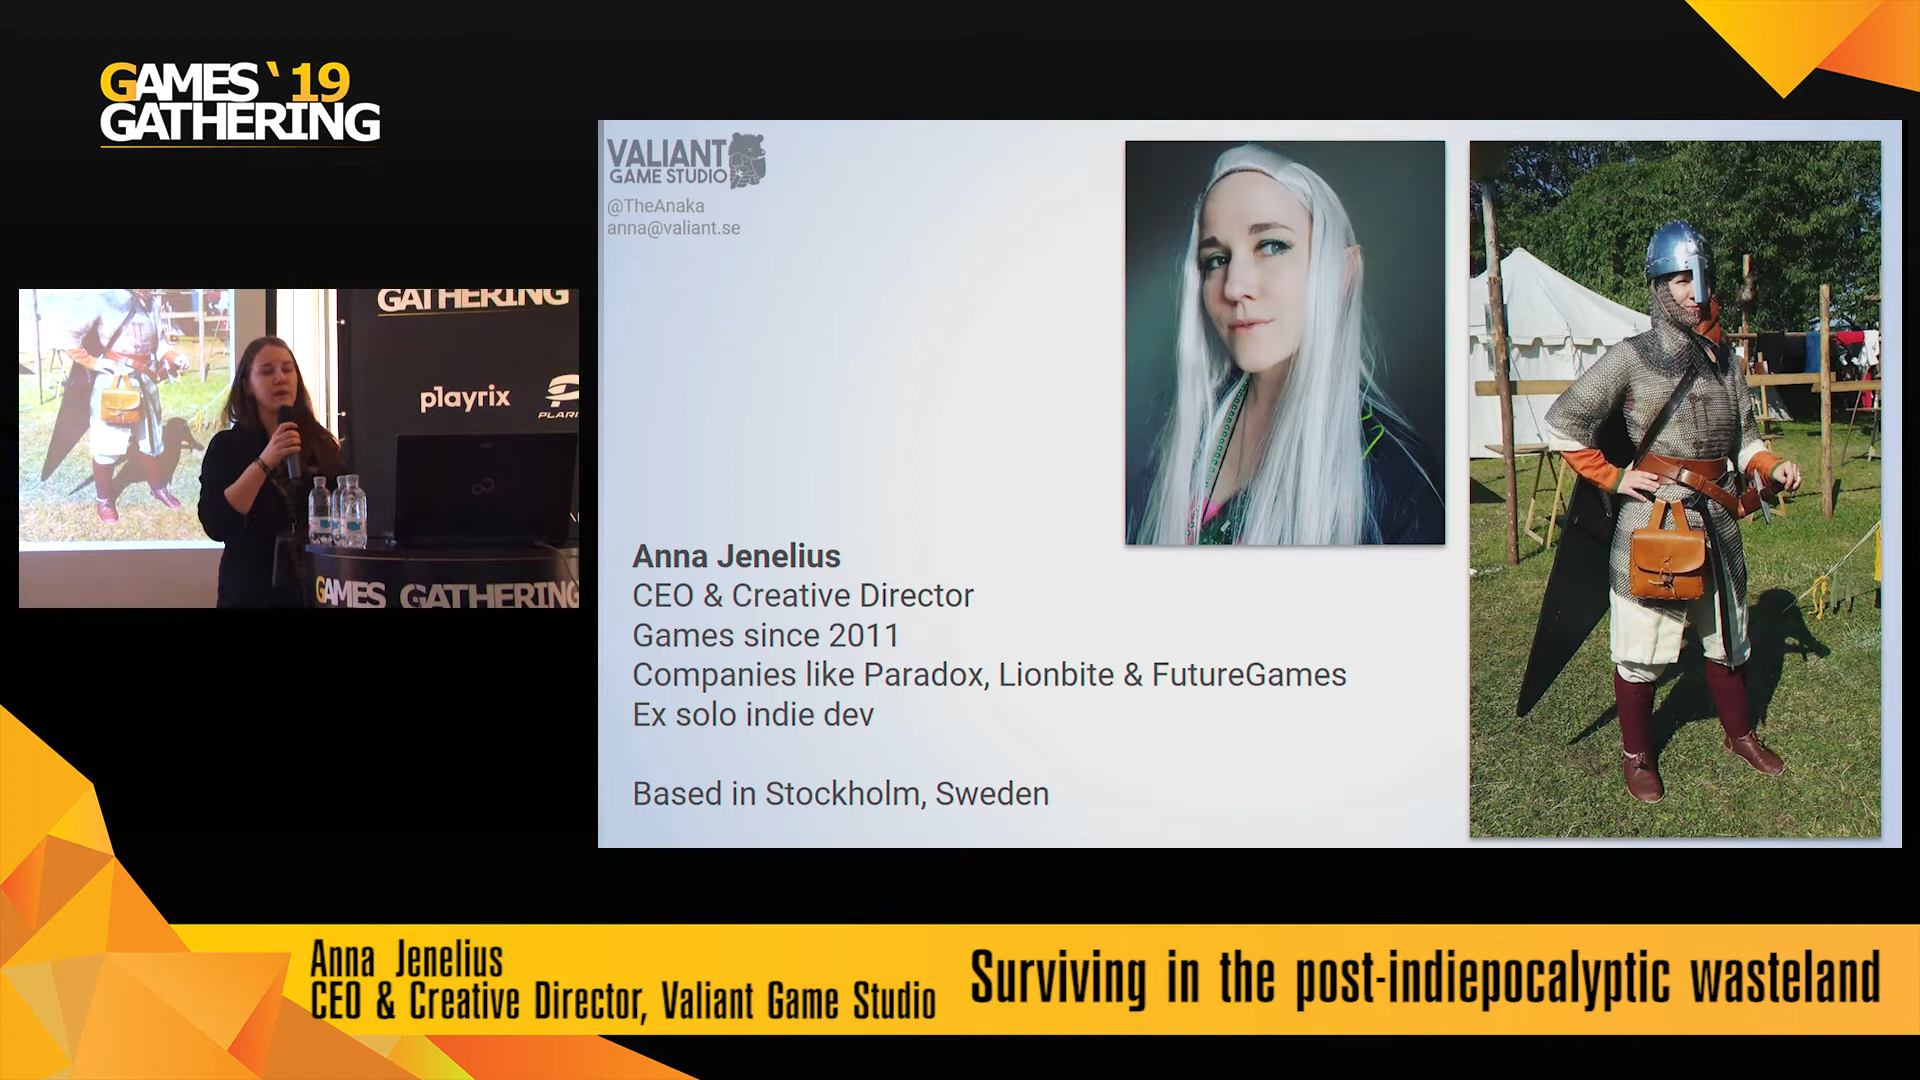 GAMES `19
GATHERING
VALIANT
GAME STUDIO
@TheAnaka
anna@valiant.se
GATHERING
playrix
GAMES GATHERING
Anna Jenelius
CEO & Creative Director
Games since 2011
Companies like Paradox, Lionbite & FutureGames
Ex solo indie dev
Based in Stockholm, Sweden
Anna Jenelius
CEO & Creative Director, Valiant Game Studio
Surviving in the post-indiepocalyptic wasteland